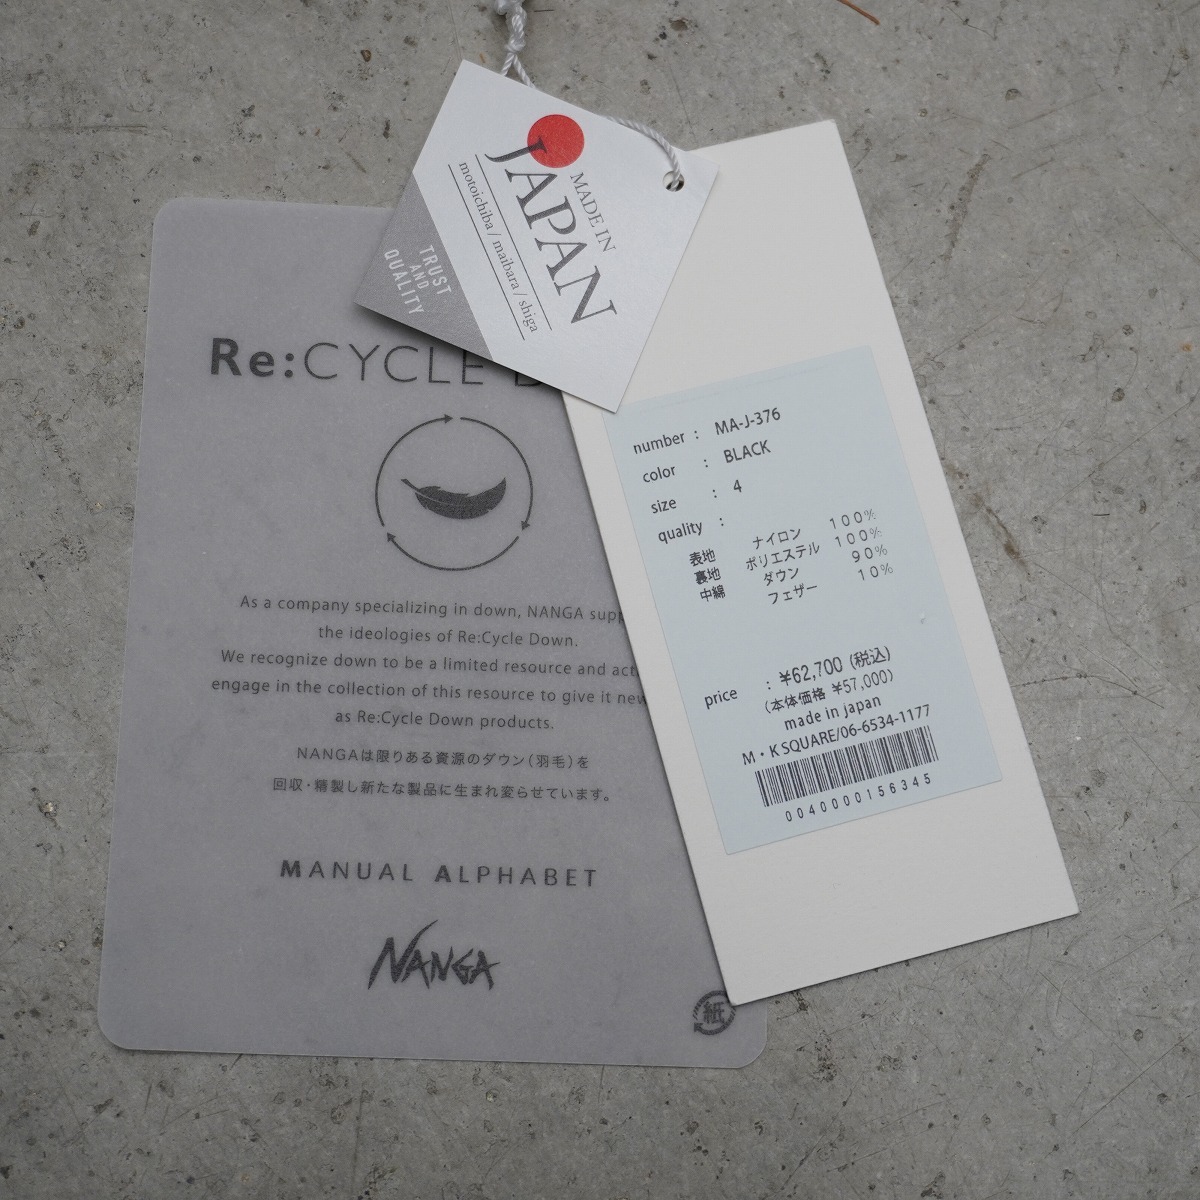 MADE IN
JAPAN
motoichiba / maibara / shiga
TRUST
AND
QUALITY
Re:CYCLE
As a company specializing in down, NANGA
the ideologies of Re:Cycle Down.
We recognize down to be a limited resource and
engage in the collection of this resource to give it new
as Re:Cycle Down products.
NANGAは限りある資源のダウン(羽毛)を
回収・精製し新たな製品に生まれ変らせています。
MANUAL ALPHABET
NANGA
紙
number : MA-J-376
color : BLACK
size : 4
quality :
表地 ナイロン 100%
裏地 ポリエステル 100%
中綿 ダウン 90%
フェザー 10%
price : ¥62,700 (税込)
(本体価格 ¥57,000)
made in japan
M・K SQUARE/06-6534-1177
0040000156345